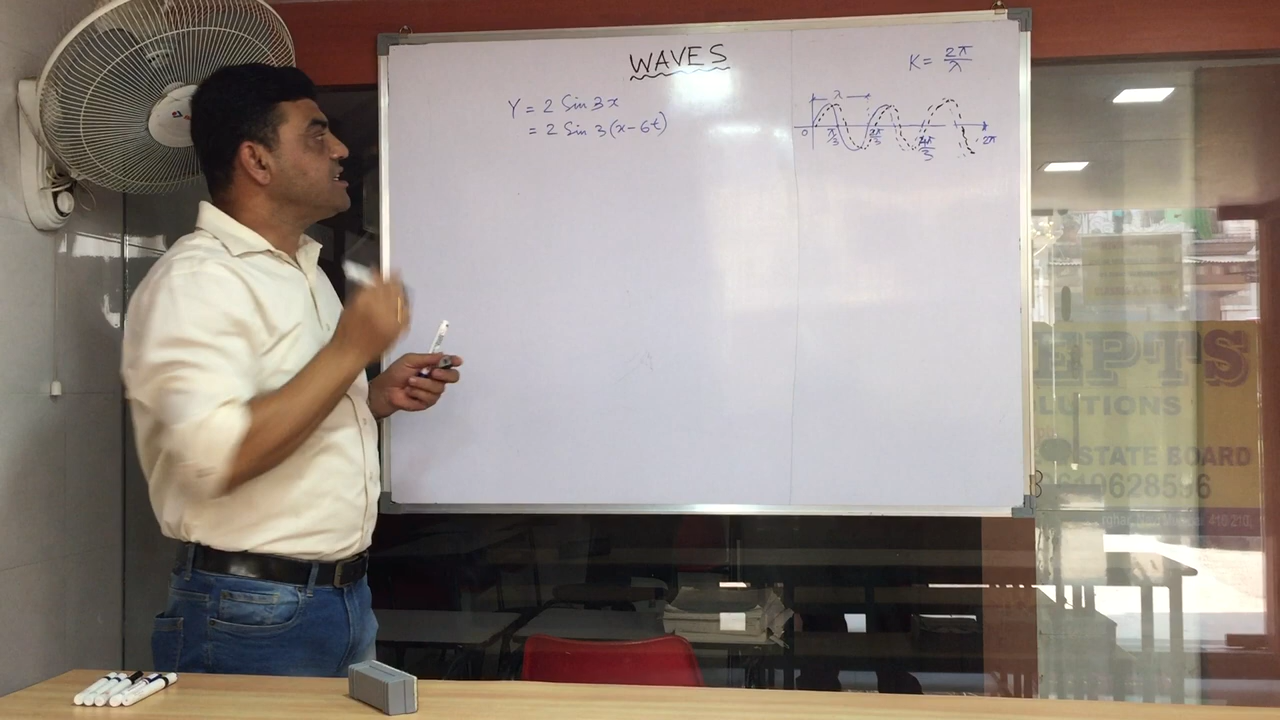 WAVES
Y = 2 Sin 3x
= 2 Sin 3(x-6t)
K = 2π/λ
λ
0 π/3 2π/3 4π/3 2π
EPTS
LUTIONS
STATE BOARD
8610628596